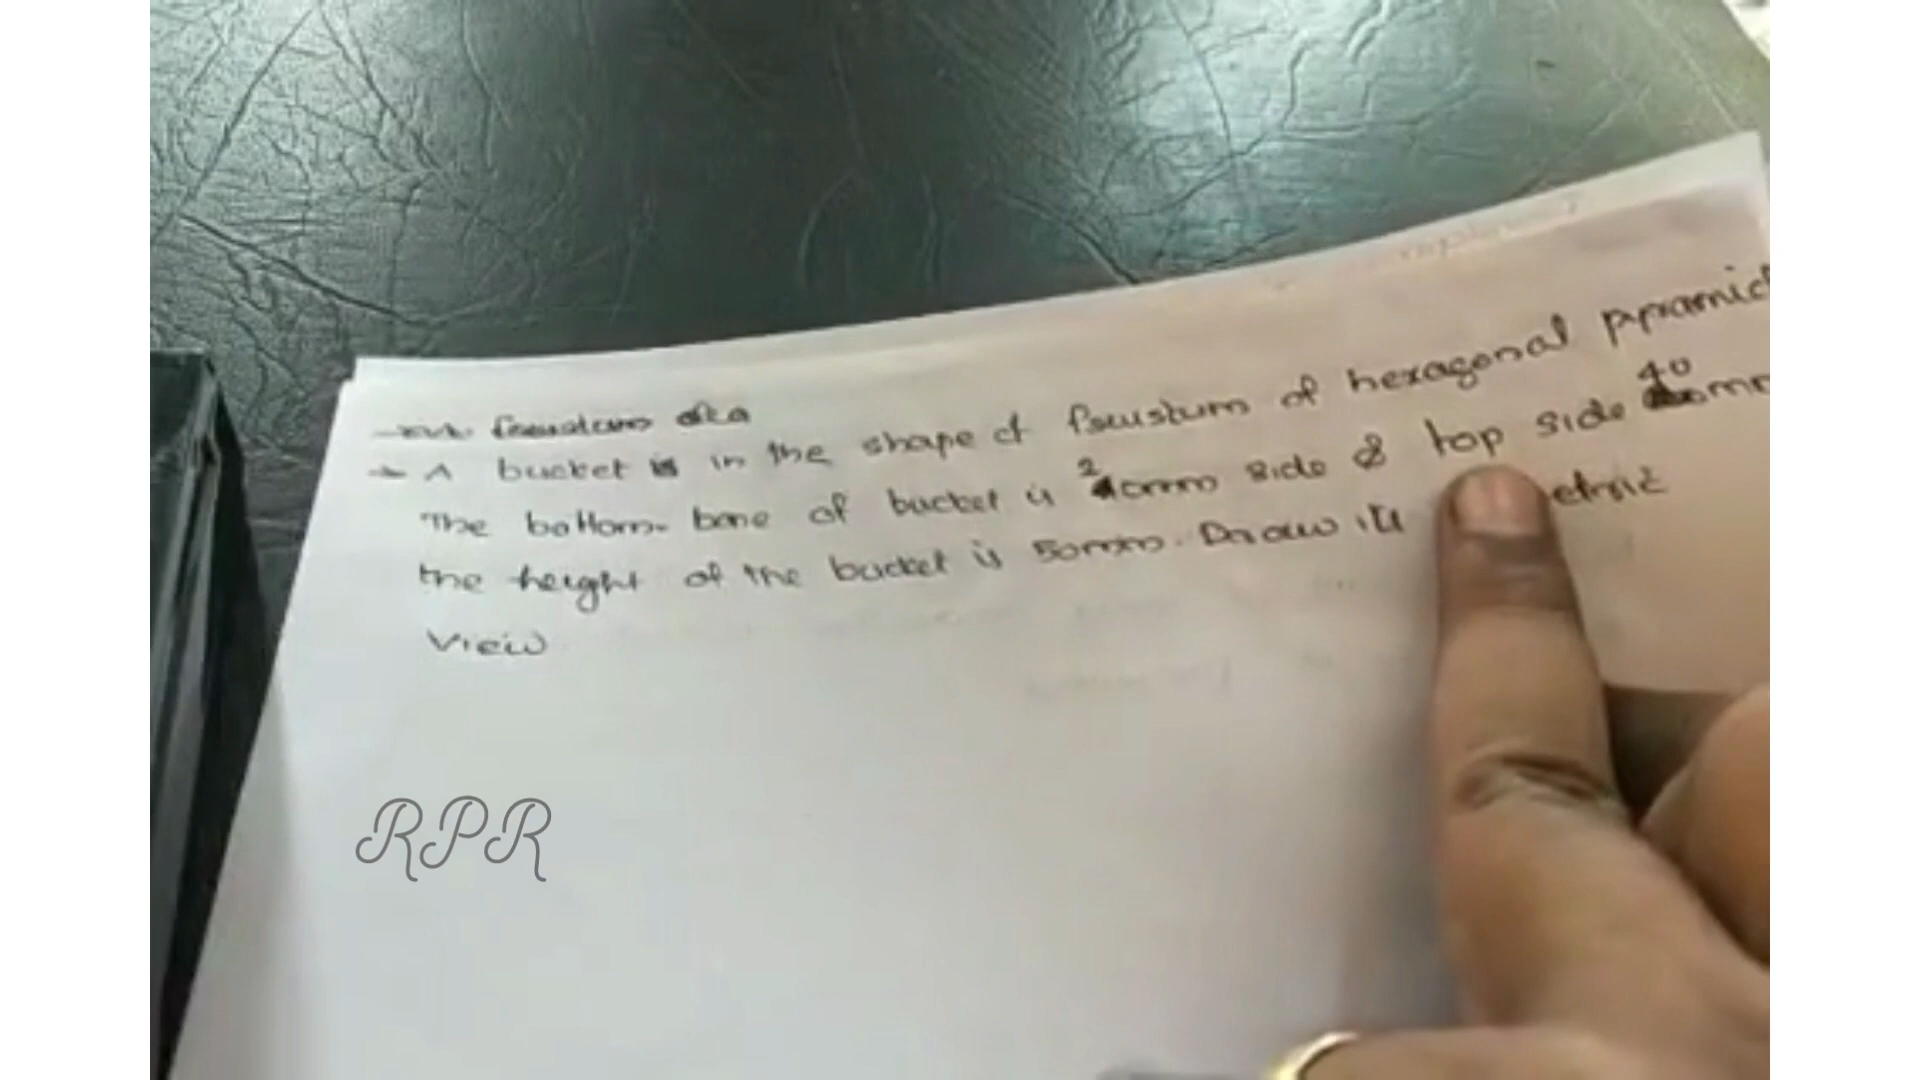 A bucket is in the shape of frustum of hexagonal pyramid
The bottom base of bucket is 20mm side & top side 40mm
the height of the bucket is 50mm. Draw its etric
View
RPR